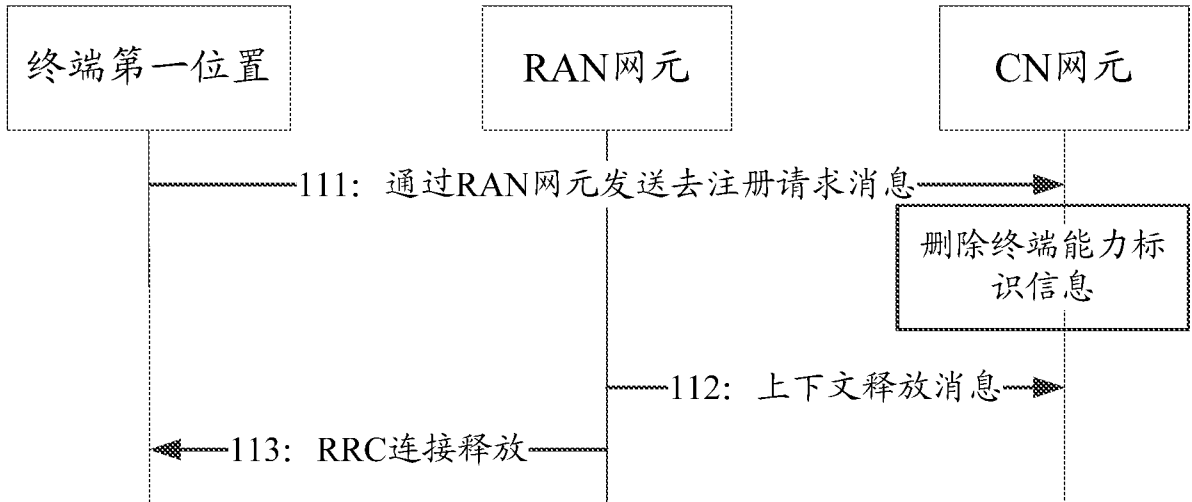 终端第一位置
RAN网元
CN网元
111：通过RAN网元发送去注册请求消息
删除终端能力标
识信息
112：上下文释放消息
113：RRC连接释放